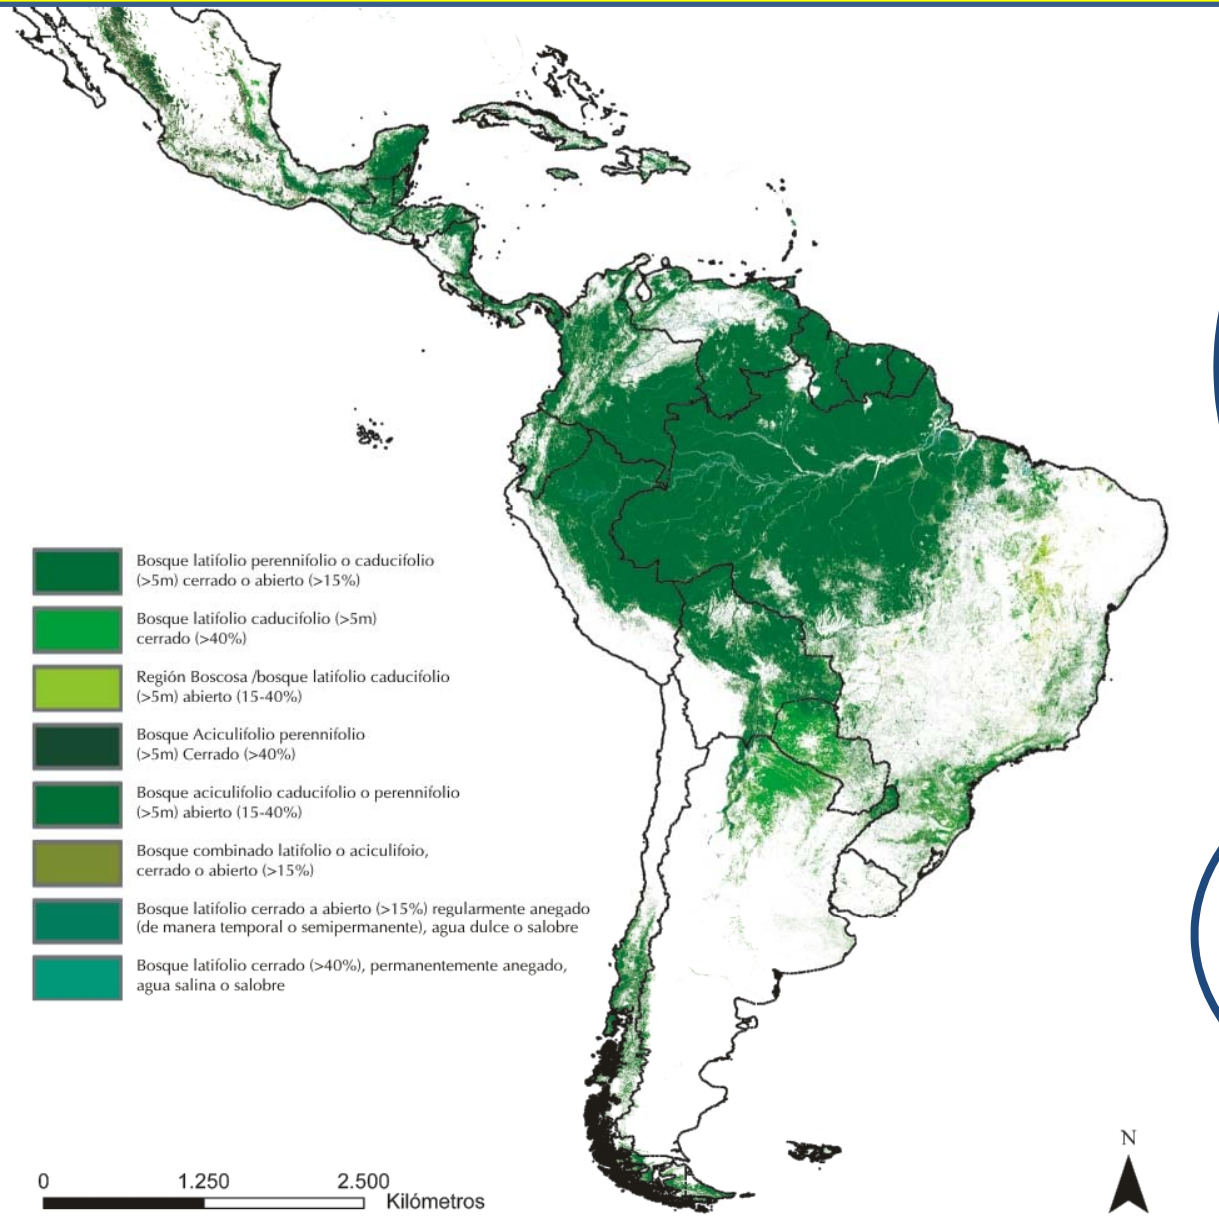 Bosque latifolio perennifolio o caducifolio
(>5m) cerrado o abierto (>15%)
Bosque latifolio caducifolio (>5m)
cerrado (>40%)
Región Boscosa /bosque latifolio caducifolio
(>5m) abierto (15-40%)
Bosque Aciculifolio perennifolio
(>5m) Cerrado (>40%)
Bosque aciculifolio caducifolio o perennifolio
(>5m) abierto (15-40%)
Bosque combinado latifolio o aciculifoio,
cerrado o abierto (>15%)
Bosque latifolio cerrado a abierto (>15%) regularmente anegado
(de manera temporal o semipermanente), agua dulce o salobre
Bosque latifolio cerrado (>40%), permanentemente anegado,
agua salina o salobre
N
0 1.250 2.500
Kilómetros